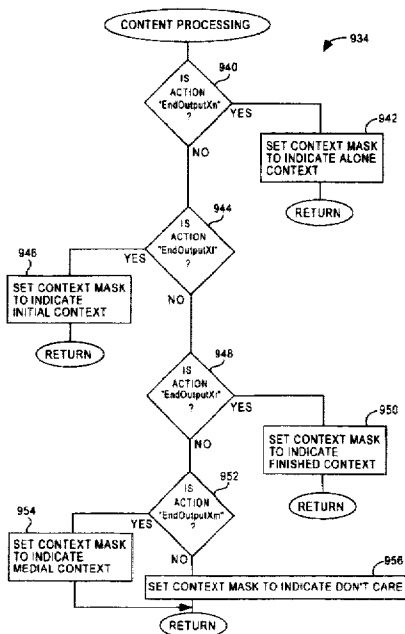 CONTENT PROCESSING
934
940
IS
ACTION
"EndOutputXn"
?
YES
942
SET CONTEXT MASK
TO INDICATE ALONE
CONTEXT
NO
RETURN
944
IS
ACTION
"EndOutputXi"
?
YES
946
SET CONTEXT MASK
TO INDICATE
INITIAL CONTEXT
NO
RETURN
948
IS
ACTION
"EndOutputXf"
?
YES
950
SET CONTEXT MASK
TO INDICATE
FINISHED CONTEXT
NO
RETURN
952
IS
ACTION
"EndOutputXm"
?
YES
954
SET CONTEXT MASK
TO INDICATE
MEDIAL CONTEXT
NO
956
SET CONTEXT MASK TO INDICATE DON'T CARE
RETURN